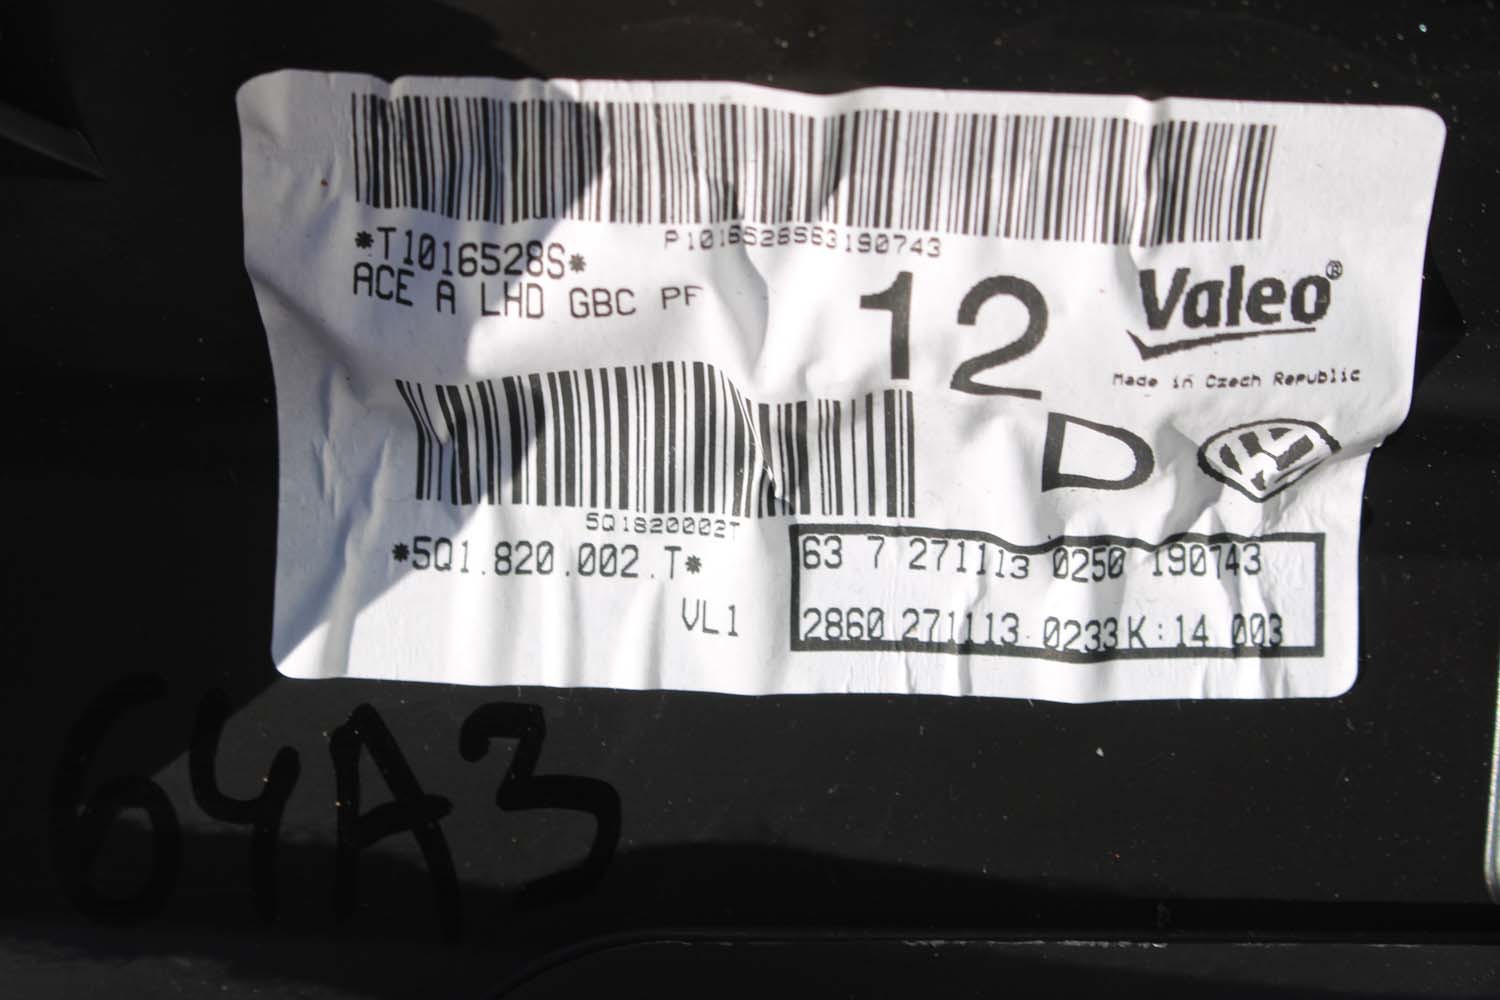 *T1016528S*
P1016528S63190743
ACE A LHD GBC PF
12
Valeo®
Made in Czech Republic
D
5Q1820002T
*5Q1.820.002.T*
VL1
63 7 271113 0250 190743
2860 271113 0233 K:14 003
64A3